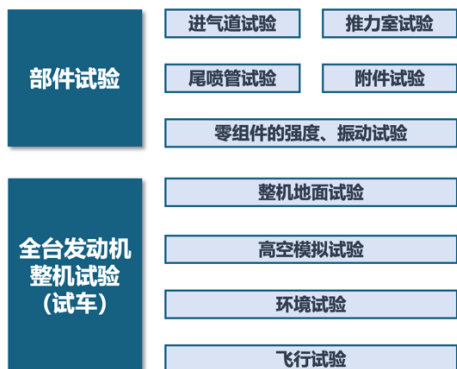 部件试验
进气道试验
推力室试验
尾喷管试验
附件试验
零组件的强度、振动试验
全台发动机
整机试验
(试车)
整机地面试验
高空模拟试验
环境试验
飞行试验